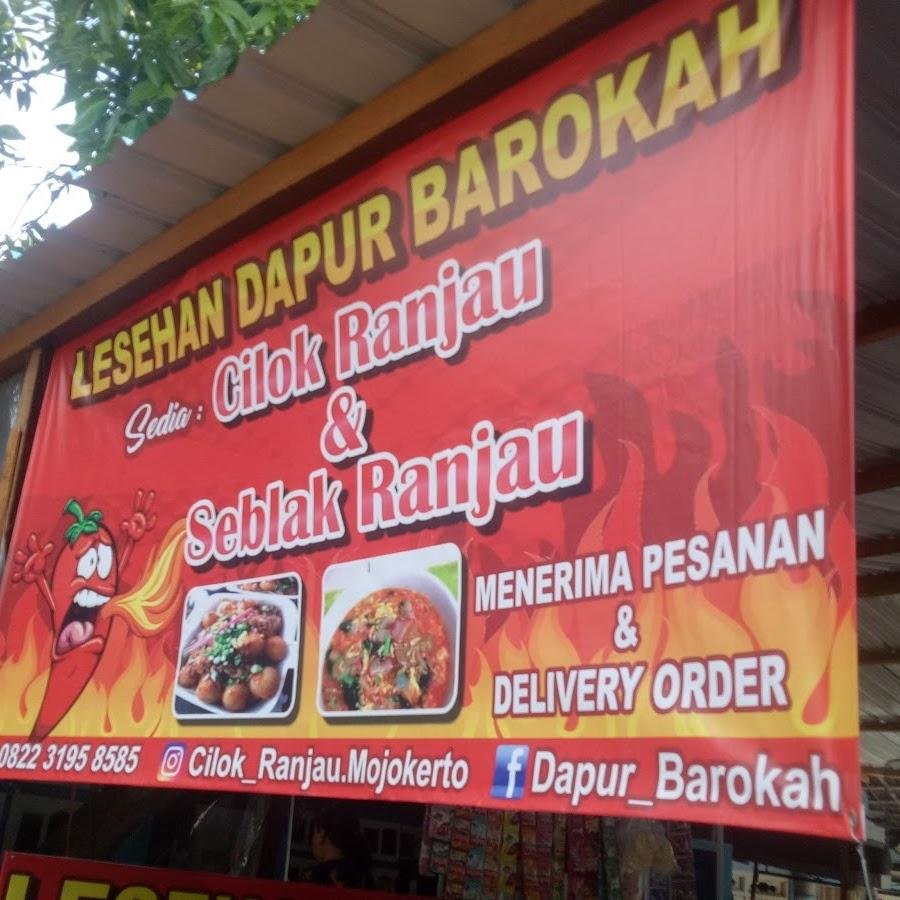 LESEHAN DAPUR BAROKAH
Sedia : Cilok Ranjau
&
Seblak Ranjau
MENERIMA PESANAN
&
DELIVERY ORDER
0822 3195 8585
Cilok_Ranjau.Mojokerto
f Dapur_Barokah